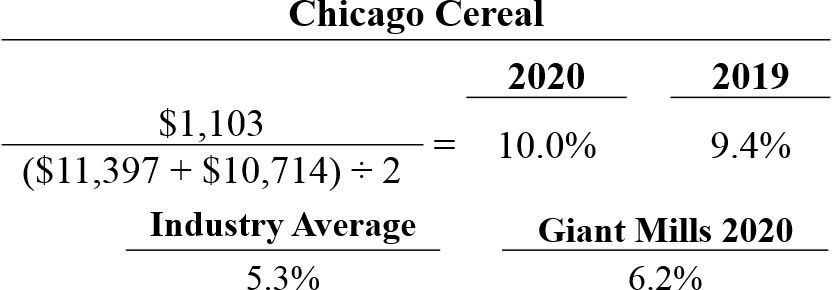 Chicago Cereal
2020 2019
$1,103
($11,397 + $10,714) ÷ 2 = 10.0% 9.4%
Industry Average Giant Mills 2020
5.3% 6.2%